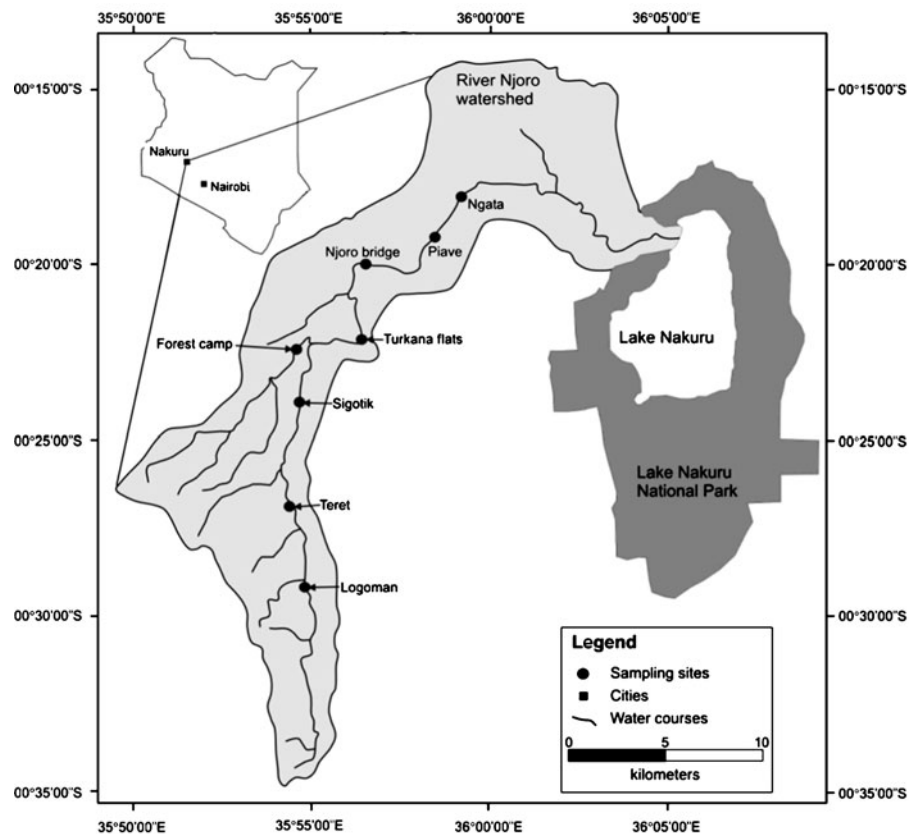 35°50'00"E
35°55'00"E
36°00'00"E
36°05'00"E
00°15'00"S
00°15'00"S
River Njoro
watershed
Nakuru
Nairobi
Ngata
Njoro bridge
Piave
00°20'00"S
00°20'00"S
Forest camp
Turkana flats
Lake Nakuru
Sigotik
00°25'00"S
00°25'00"S
Lake Nakuru
National Park
Teret
Logoman
00°30'00"S
00°30'00"S
Legend
Sampling sites
Cities
Water courses
0 5 10
kilometers
00°35'00"S
00°35'00"S
35°50'00"E
35°55'00"E
36°00'00"E
36°05'00"E